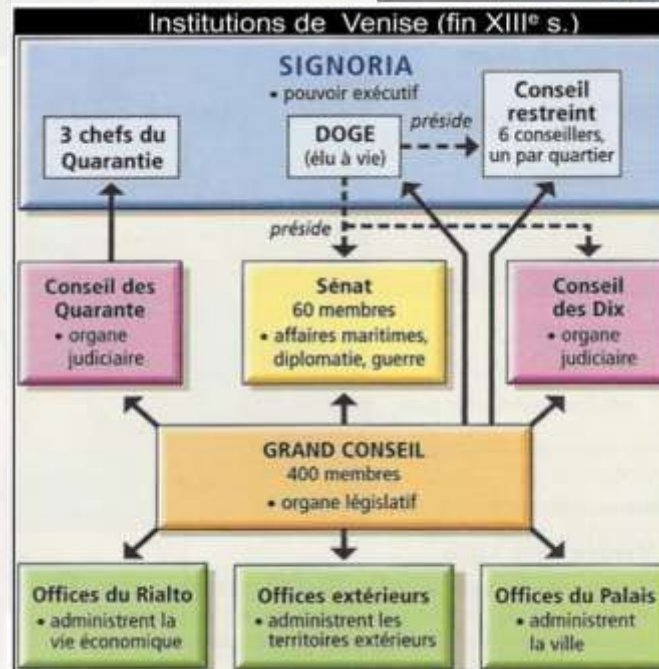 Institutions de Venise (fin XIIIe s.)
SIGNORIA
• pouvoir exécutif
3 chefs du
Quarantie
DOGE
(élu à vie)
préside
Conseil
restreint
6 conseillers,
un par quartier
préside
Conseil des
Quarante
• organe
judiciaire
Sénat
60 membres
• affaires maritimes,
diplomatie, guerre
Conseil
des Dix
• organe
judiciaire
GRAND CONSEIL
400 membres
• organe législatif
Offices du Rialto
• administrent la
vie économique
Offices extérieurs
• administrent les
territoires extérieurs
Offices du Palais
• administrent
la ville